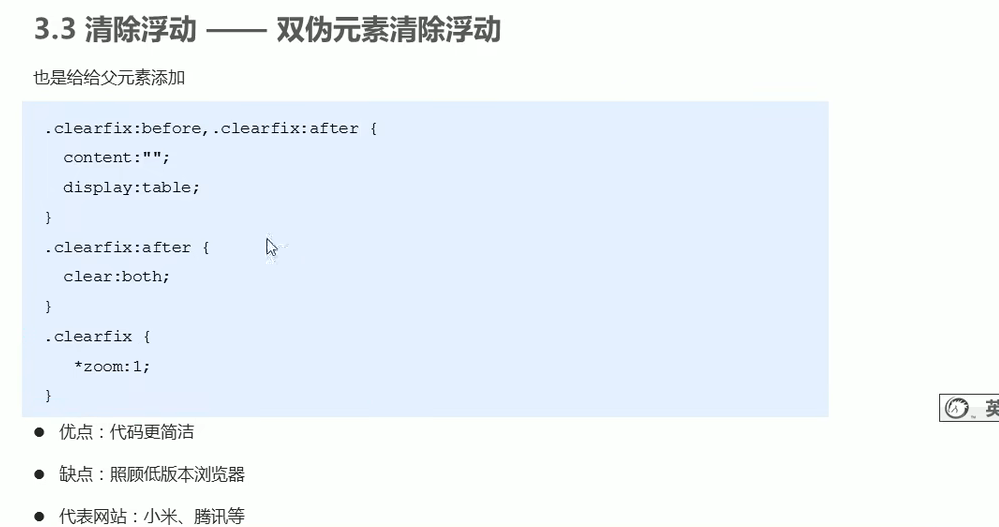 3.3 清除浮动 —— 双伪元素清除浮动
也是给给父元素添加
.clearfix:before,.clearfix:after {
content:"";
display:table;
}
.clearfix:after {
clear:both;
}
.clearfix {
*zoom:1;
}
● 优点：代码更简洁
● 缺点：照顾低版本浏览器
● 代表网站：小米、腾讯等
英